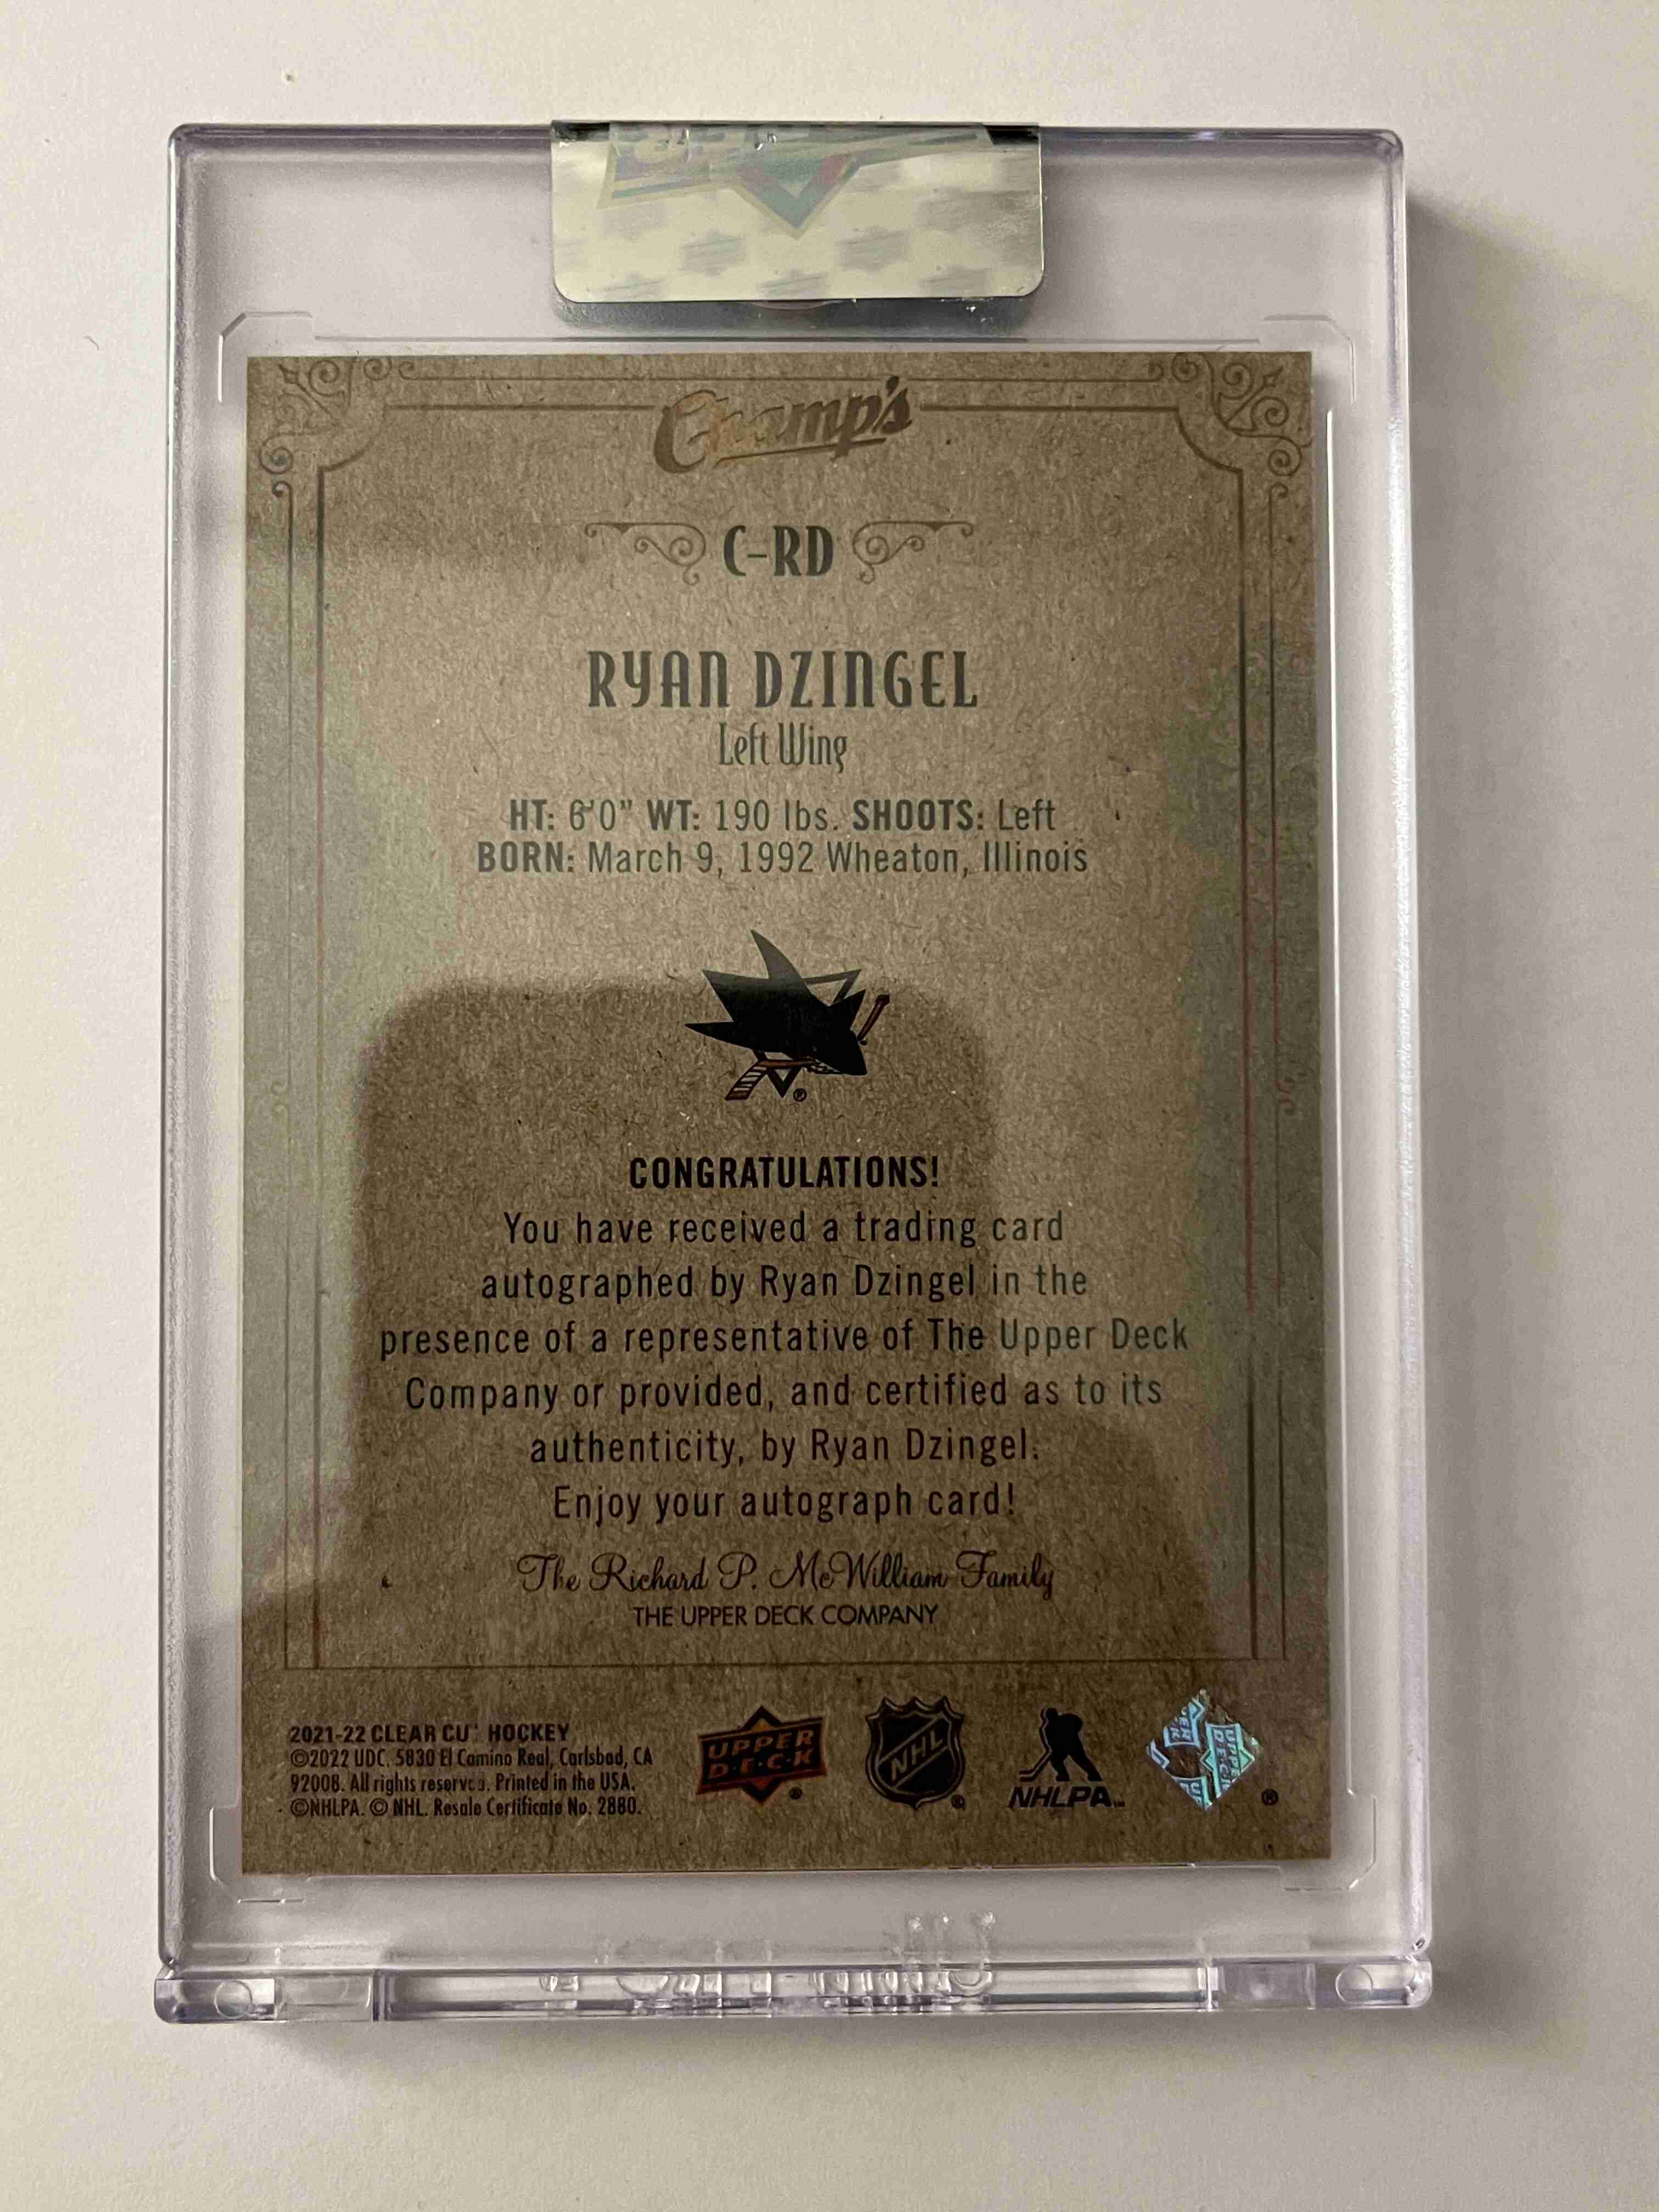 Champ's
C-RD
RYAN DZINGEL
Left Wing
HT: 6'0" WT: 190 lbs. SHOOTS: Left
BORN: March 9, 1992 Wheaton, Illinois
CONGRATULATIONS!
You have received a trading card
autographed by Ryan Dzingel in the
presence of a representative of The Upper Deck
Company or provided, and certified as to its
authenticity, by Ryan Dzingel.
Enjoy your autograph card!
The Richard P. McWilliam Family
THE UPPER DECK COMPANY
2021-22 CLEAR CU HOCKEY
©2022 UDC. 5830 El Camino Real, Carlsbad, CA
92008. All rights reserved. Printed in the USA.
©NHLPA. © NHL. Resale Certificate No. 2880.
UPPER
D·E·C·K ®
NHL ®
NHLPA™
®